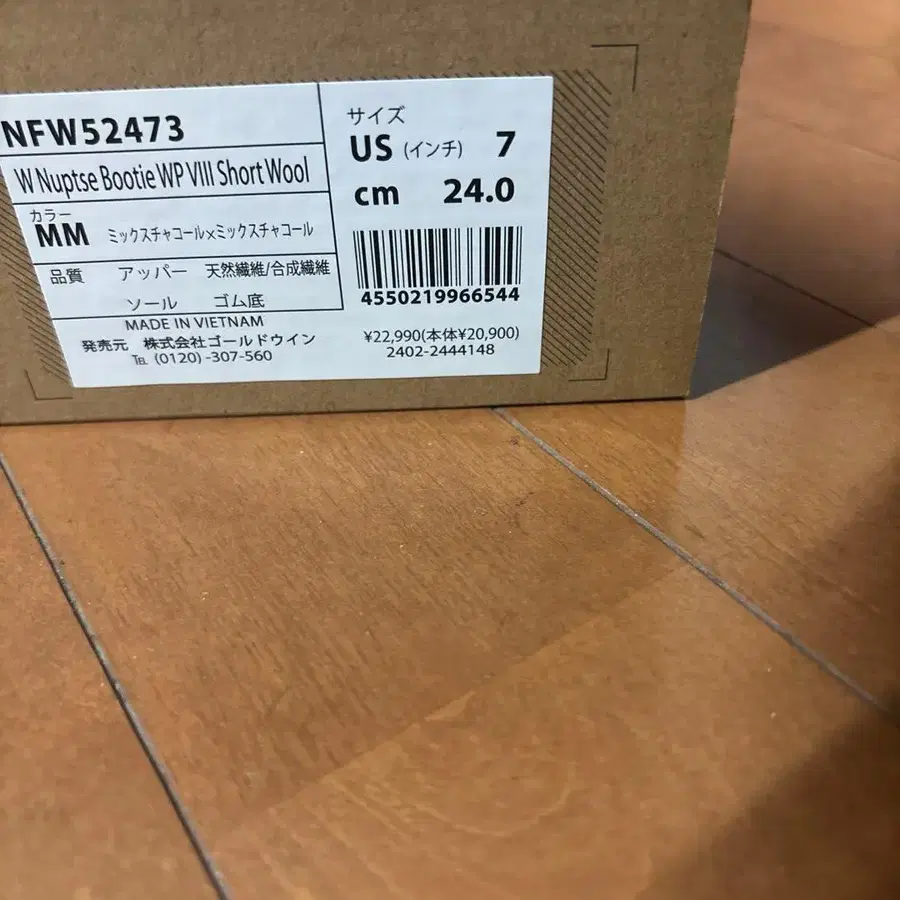 NFW52473
W Nuptse Bootie WP VIII Short Wool
カラー
MM ミックスチャコール×ミックスチャコール
品質 アッパー 天然繊維/合成繊維
ソール ゴム底
MADE IN VIETNAM
発売元 株式会社ゴールドウイン
TEL (0120) -307-560
サイズ
US (インチ) 7
cm 24.0
4550219966544
¥22,990(本体¥20,900)
2402-2444148